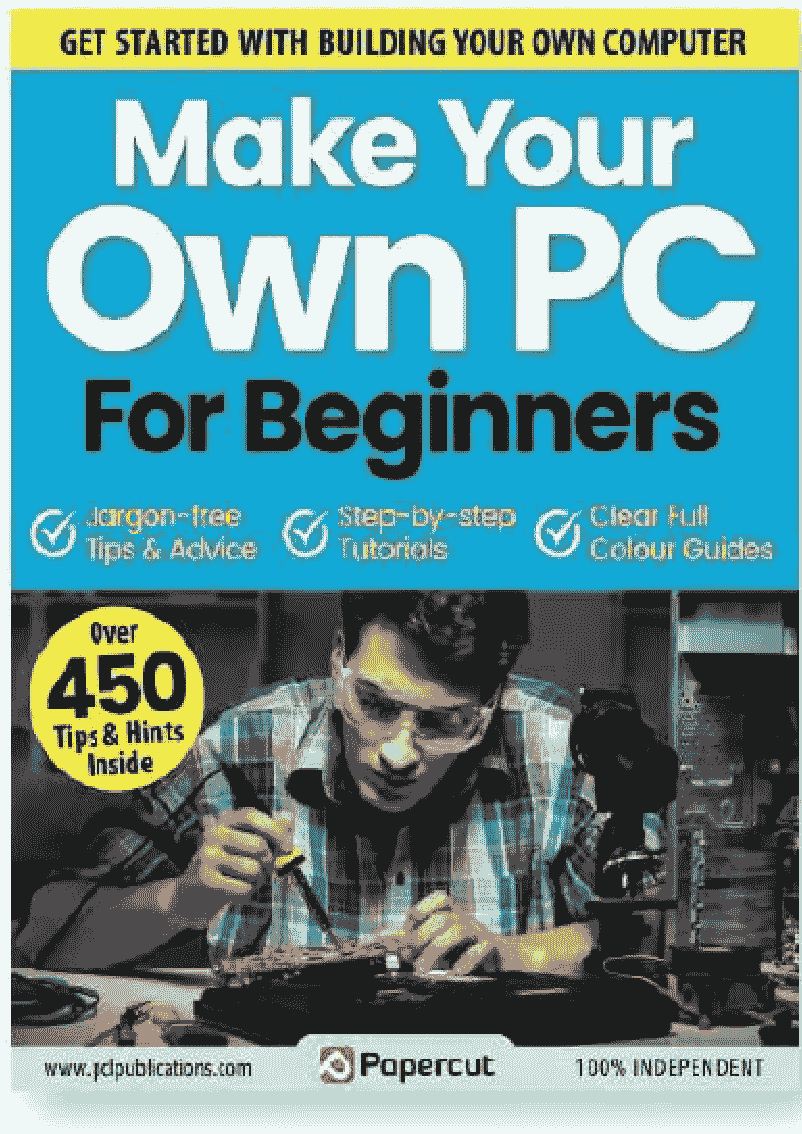 GET STARTED WITH BUILDING YOUR OWN COMPUTER
Make Your
Own PC
For Beginners
Jargon-free
Tips & Advice
Step-by-step
Tutorials
Clear Full
Colour Guides
Over
450
Tips & Hints
Inside
www.pclpublications.com
Papercut
100% INDEPENDENT